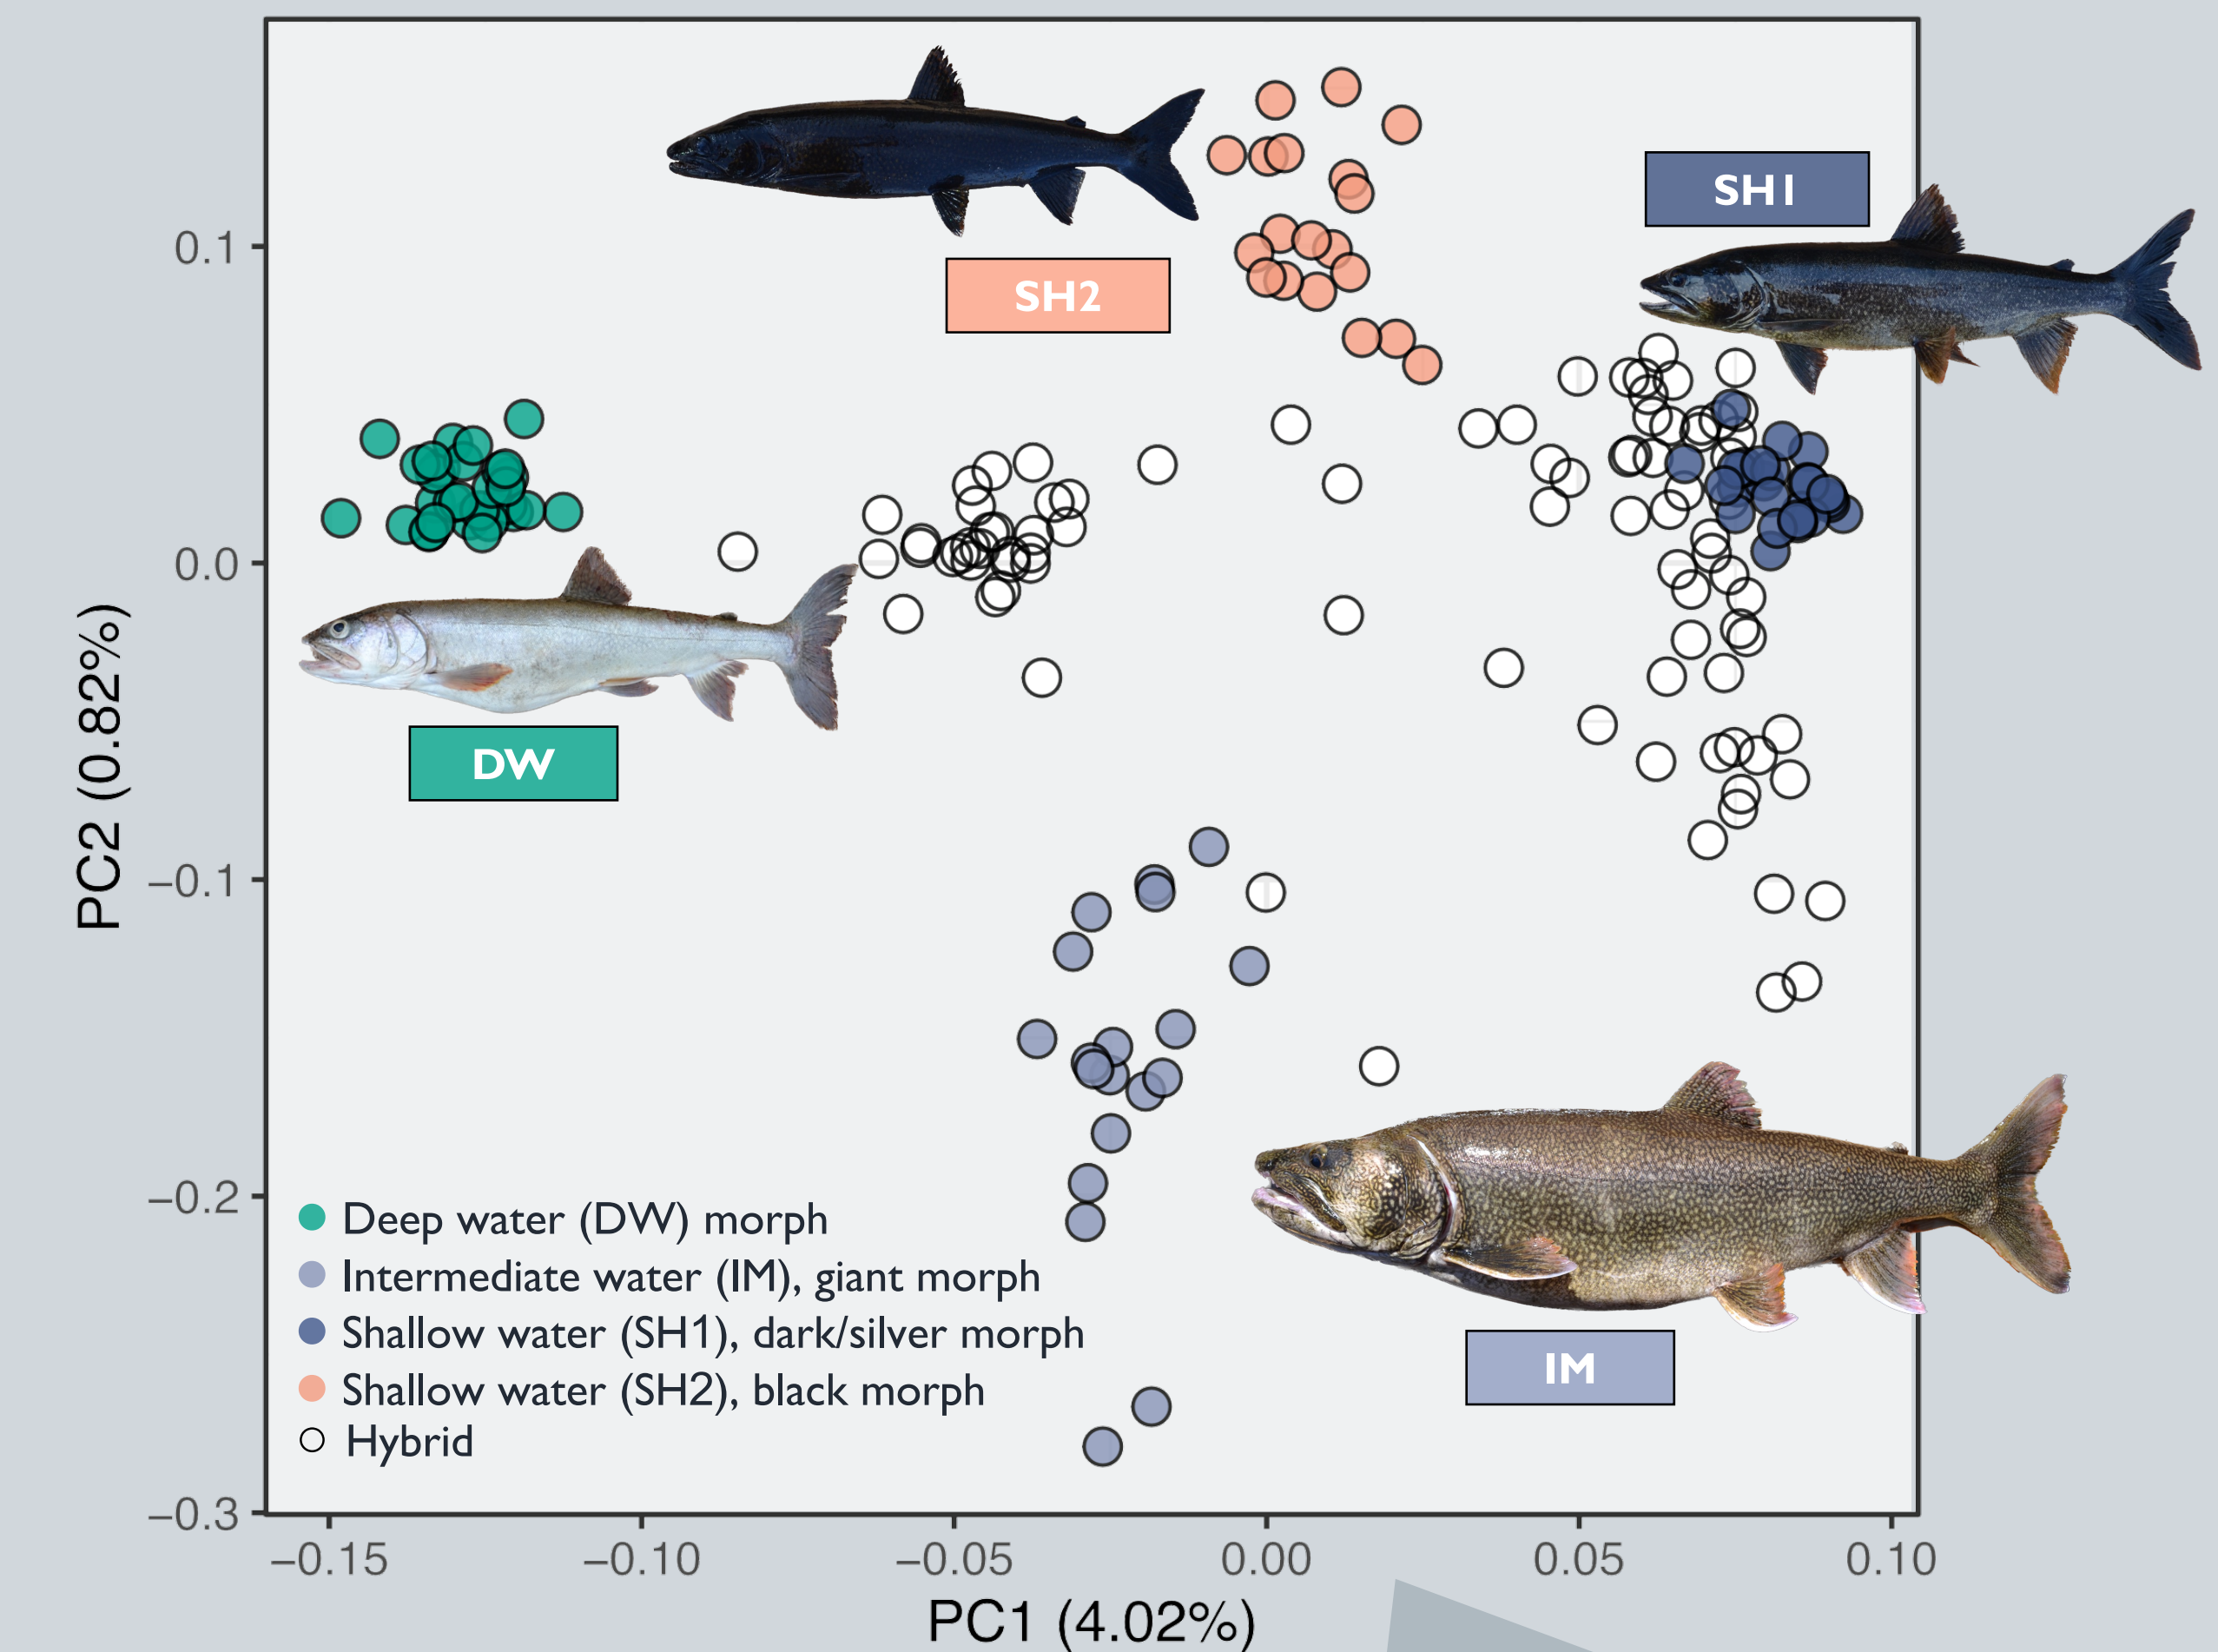 SH1
0.1
SH2
0.0
DW
PC2 (0.82%)
−0.1
−0.2
Deep water (DW) morph
Intermediate water (IM), giant morph
Shallow water (SH1), dark/silver morph
Shallow water (SH2), black morph
Hybrid
IM
−0.3
−0.15 −0.10 −0.05 0.00 0.05 0.10
PC1 (4.02%)